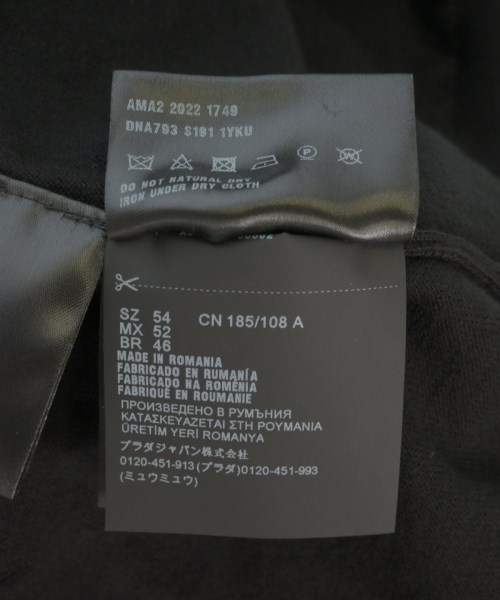 AMA2 2022 1749
DNA793 S191 1YKU
P
W
DO NOT NATURAL DRY
IRON UNDER DRY CLOTH
SZ 54 CN 185/108 A
MX 52
BR 46
MADE IN ROMANIA
FABRICADO EN RUMANÍA
FABRICADO NA ROMÉNIA
FABRIQUÉ EN ROUMANIE
ПРОИЗВЕДЕНО В РУМЪНИЯ
ΚΑΤΑΣΚΕΥΑΖΕΤΑΙ ΣΤΗ ΡΟΥΜΑΝΙΑ
ÜRETİM YERİ ROMANYA
プラダジャパン株式会社
0120-451-913(プラダ)0120-451-993
(ミュウミュウ)